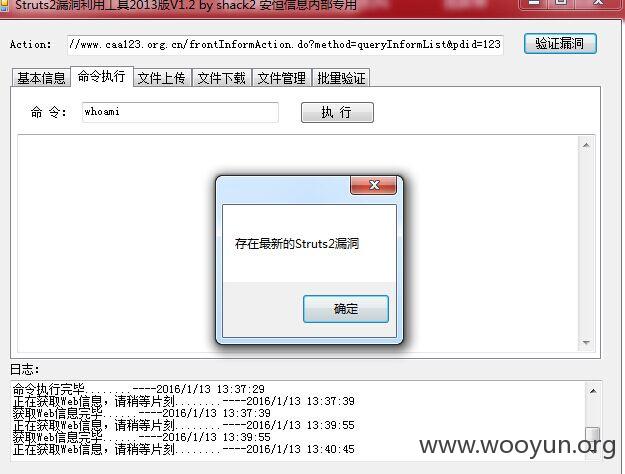 Struts2漏洞利用工具2013版V1.2 by shack2 安恒信息内部专用
Action: //www.caa123.org.cn/frontInformAction.do?method=queryInformList&pdid=123 验证漏洞
基本信息 命令执行 文件上传 文件下载 文件管理 批量验证
命 令: whoami 执 行
存在最新的Struts2漏洞
确定
日志:
命令执行完毕........----2016/1/13 13:37:29
正在获取Web信息,请稍等片刻........----2016/1/13 13:37:39
获取Web信息完毕........----2016/1/13 13:37:39
正在获取Web信息,请稍等片刻........----2016/1/13 13:39:55
获取Web信息完毕........----2016/1/13 13:39:55
正在获取Web信息,请稍等片刻........----2016/1/13 13:40:45
www.wooyun.org